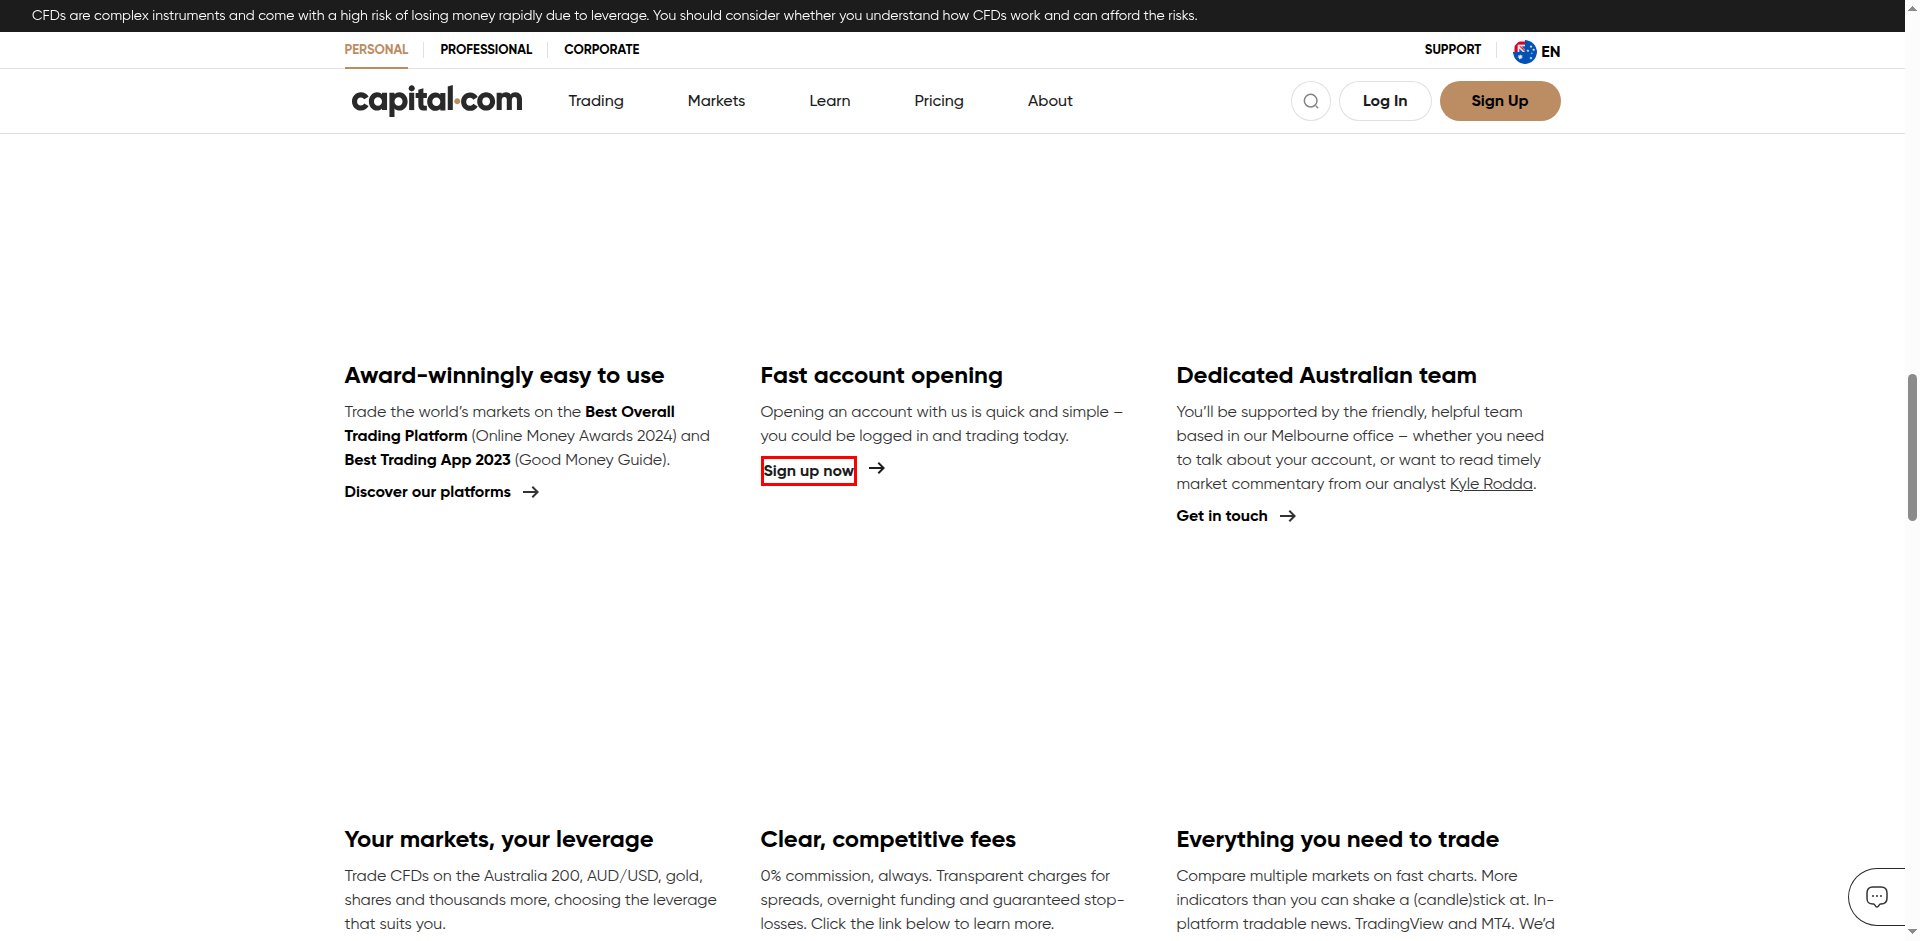 CFDs are complex instruments and come with a high risk of losing money rapidly due to leverage. You should consider whether you understand how CFDs work and can afford the risks.
PERSONAL
PROFESSIONAL
CORPORATE
SUPPORT
EN
capital.com
Trading
Markets
Learn
Pricing
About
Log In
Sign Up
Award-winningly easy to use
Trade the world’s markets on the Best Overall
Trading Platform (Online Money Awards 2024) and
Best Trading App 2023 (Good Money Guide).
Discover our platforms
Fast account opening
Opening an account with us is quick and simple –
you could be logged in and trading today.
Sign up now
Dedicated Australian team
You’ll be supported by the friendly, helpful team
based in our Melbourne office – whether you need
to talk about your account, or want to read timely
market commentary from our analyst Kyle Rodda.
Get in touch
Your markets, your leverage
Trade CFDs on the Australia 200, AUD/USD, gold,
shares and thousands more, choosing the leverage
that suits you.
Clear, competitive fees
0% commission, always. Transparent charges for
spreads, overnight funding and guaranteed stop-
losses. Click the link below to learn more.
Everything you need to trade
Compare multiple markets on fast charts. More
indicators than you can shake a (candle)stick at. In-
platform tradable news. TradingView and MT4. We’d